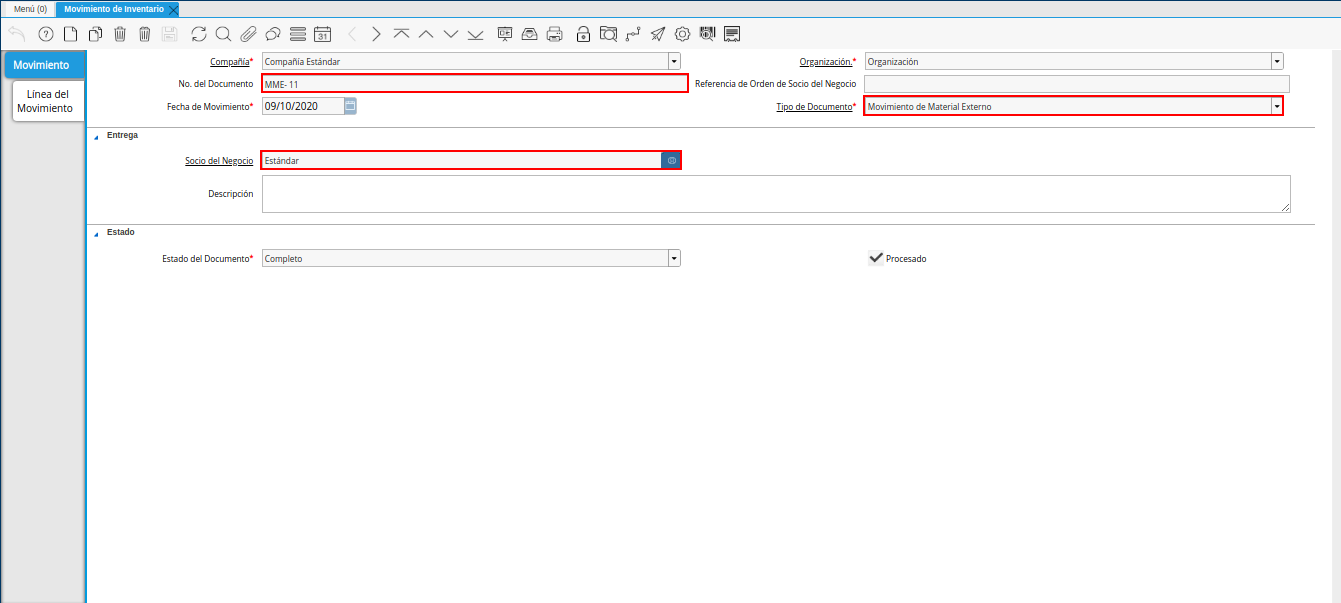 Menú (0)
Movimiento de Inventario
31
Movimiento
Línea del
Movimiento
Compañía* Compañía Estándar
Organización.* Organización
No. del Documento MME- 11
Referencia de Orden de Socio del Negocio
Fecha de Movimiento* 09/10/2020
Tipo de Documento* Movimiento de Material Externo
Entrega
Socio del Negocio Estándar
Descripción
Estado
Estado del Documento* Completo
Procesado